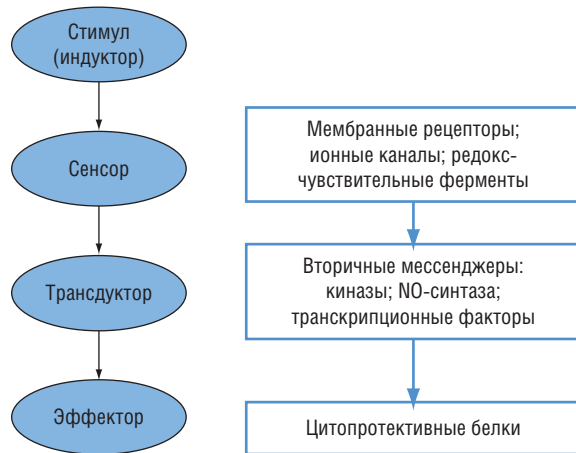 Стимул
(индуктор)
Сенсор
Мембранные рецепторы;
ионные каналы; редокс-
чувствительные ферменты
Трансдуктор
Вторичные мессенджеры:
киназы; NO-синтаза;
транскрипционные факторы
Эффектор
Цитопротективные белки